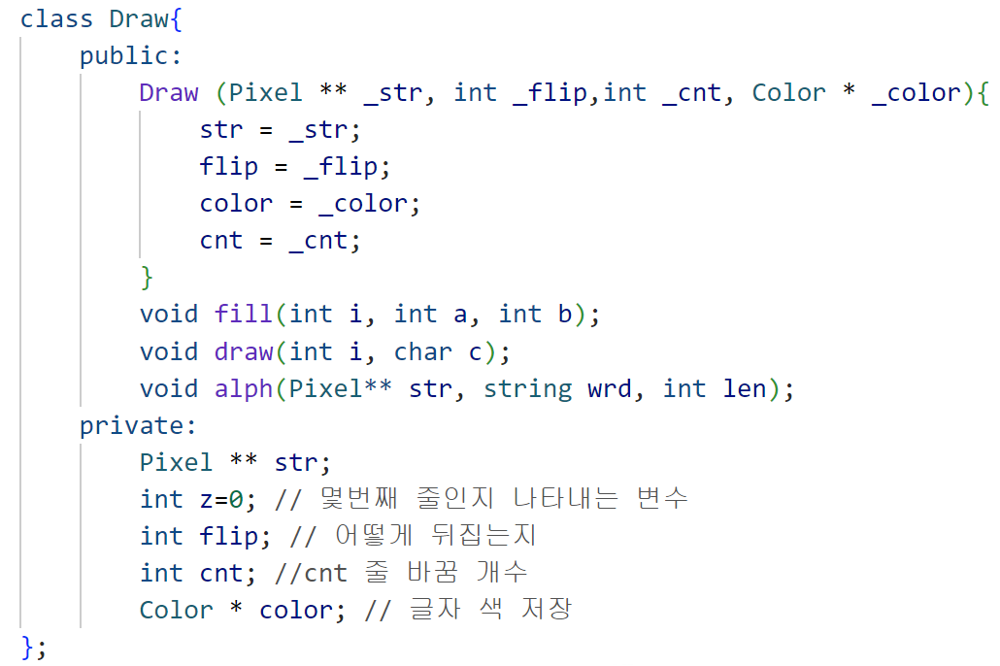 class Draw{
    public:
        Draw (Pixel ** _str, int _flip,int _cnt, Color * _color){
            str = _str;
            flip = _flip;
            color = _color;
            cnt = _cnt;
        }
        void fill(int i, int a, int b);
        void draw(int i, char c);
        void alph(Pixel** str, string wrd, int len);
    private:
        Pixel ** str;
        int z=0; // 몇번째 줄인지 나타내는 변수
        int flip; // 어떻게 뒤집는지
        int cnt; //cnt 줄 바꿈 개수
        Color * color; // 글자 색 저장
};